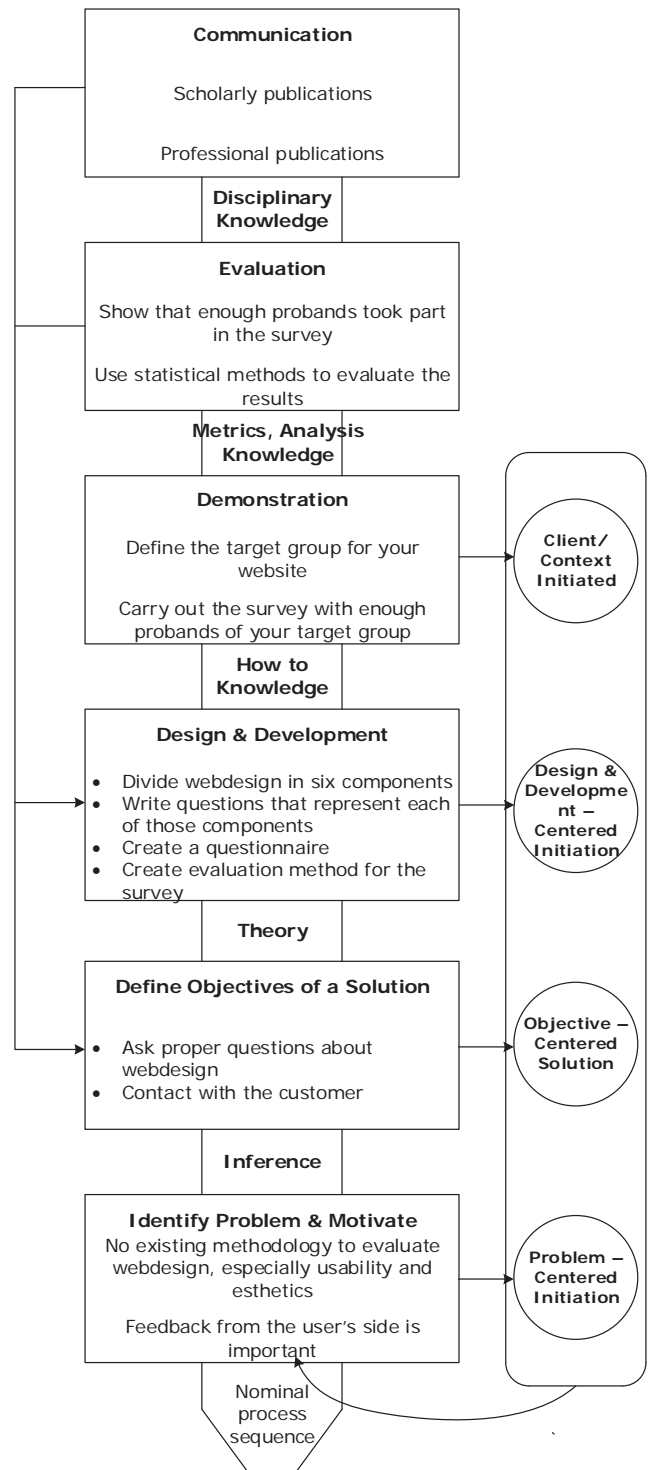 Communication
Scholarly publications
Professional publications
Disciplinary
Knowledge
Evaluation
Show that enough probands took part
in the survey
Use statistical methods to evaluate the
results
Metrics, Analysis
Knowledge
Demonstration
Define the target group for your
website
Carry out the survey with enough
probands of your target group
How to
Knowledge
Design & Development
• Divide webdesign in six components
• Write questions that represent each
of those components
• Create a questionnaire
• Create evaluation method for the
survey
Theory
Define Objectives of a Solution
• Ask proper questions about
webdesign
• Contact with the customer
Inference
Identify Problem & Motivate
No existing methodology to evaluate
webdesign, especially usability and
esthetics
Feedback from the user's side is
important
Nominal
process
sequence
Client/
Context
Initiated
Design &
Developme
nt –
Centered
Initiation
Objective –
Centered
Solution
Problem –
Centered
Initiation